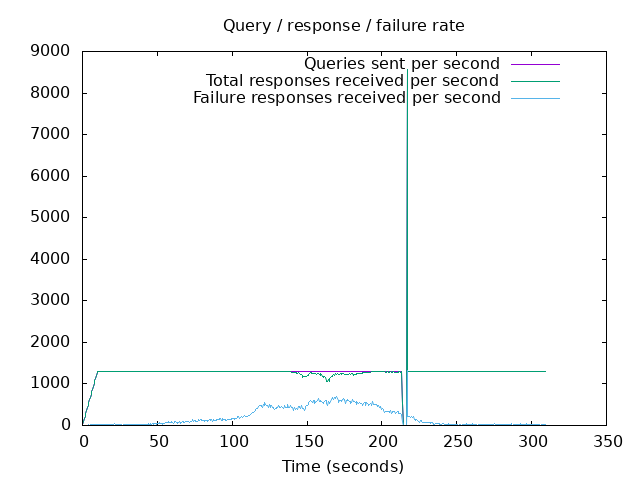 Query / response / failure rate
9000
8000
7000
6000
5000
4000
3000
2000
1000
0
Queries sent per second
Total responses received per second
Failure responses received per second
0 50 100 150 200 250 300 350
Time (seconds)